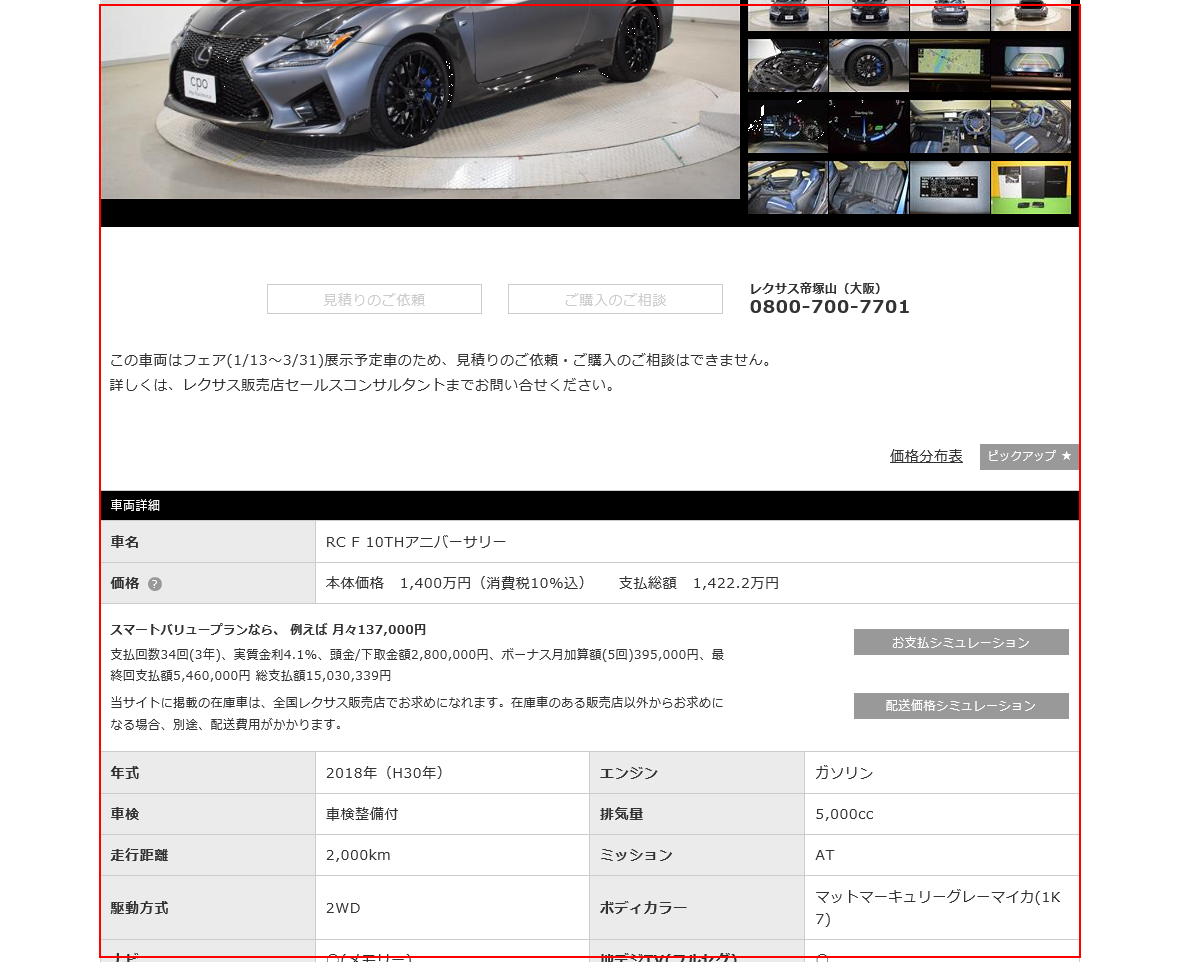 cpo
見積りのご依頼
ご購入のご相談
レクサス帝塚山（大阪）
0800-700-7701
この車両はフェア(1/13～3/31)展示予定車のため、見積りのご依頼・ご購入のご相談はできません。
詳しくは、レクサス販売店セールスコンサルタントまでお問い合せください。
価格分布表
ピックアップ ★
車両詳細
車名 RC F 10THアニバーサリー
価格 ? 本体価格　1,400万円（消費税10%込）　　支払総額　1,422.2万円
スマートバリュープランなら、 例えば 月々137,000円
支払回数34回(3年)、実質金利4.1%、頭金/下取金額2,800,000円、ボーナス月加算額(5回)395,000円、最
終回支払額5,460,000円 総支払額15,030,339円
当サイトに掲載の在庫車は、全国レクサス販売店でお求めになれます。在庫車のある販売店以外からお求めに
なる場合、別途、配送費用がかかります。
お支払シミュレーション
配送価格シミュレーション
年式 2018年（H30年） エンジン ガソリン
車検 車検整備付 排気量 5,000cc
走行距離 2,000km ミッション AT
駆動方式 2WD ボディカラー マットマーキュリーグレーマイカ(1K
7)
ナビ ○(メモリー) 地デジTV(フルセグ) ○